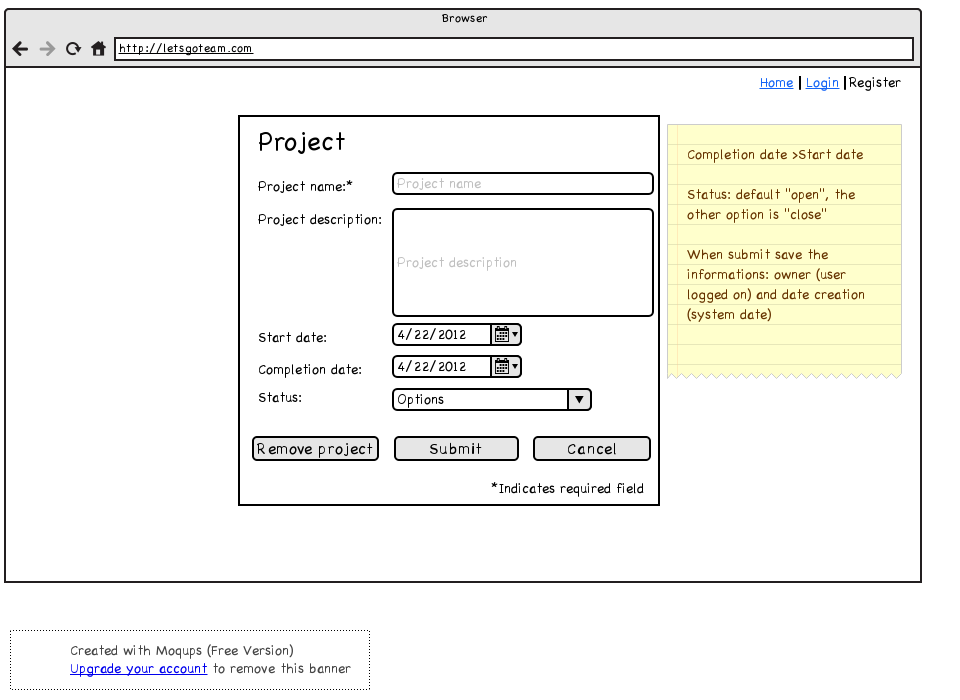 Browser
http://letsgoteam.com
Home | Login | Register
Project
Project name:*
Project name
Project description:
Project description
Start date:
4/22/2012
Completion date:
4/22/2012
Status:
Options
Remove project
Submit
Cancel
*Indicates required field
Completion date >Start date
Status: default "open", the
other option is "close"
When submit save the
informations: owner (user
logged on) and date creation
(system date)
Created with Moqups (Free Version)
Upgrade your account to remove this banner